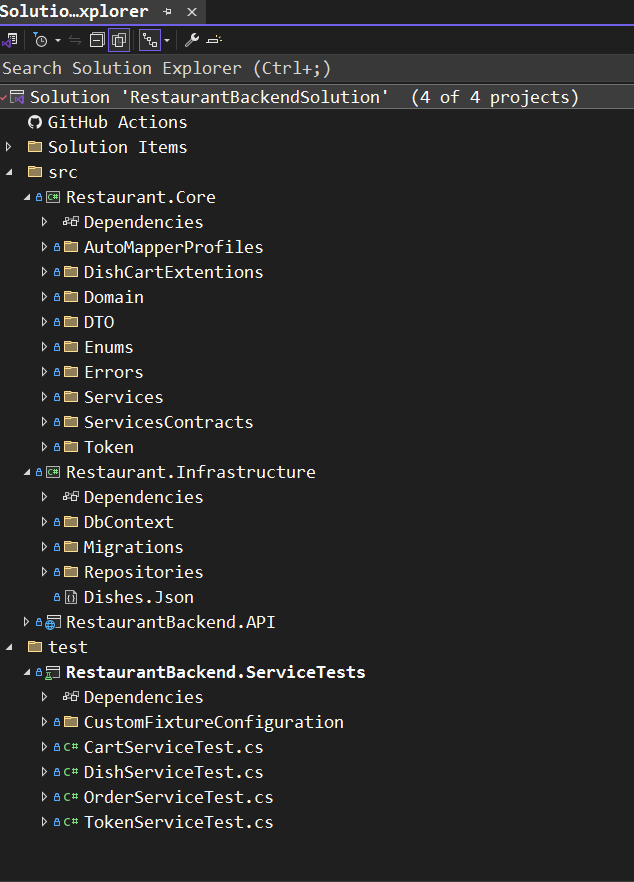 Solutio…xplorer
Search Solution Explorer (Ctrl+;)
Solution 'RestaurantBackendSolution' (4 of 4 projects)
GitHub Actions
Solution Items
src
C# Restaurant.Core
Dependencies
AutoMapperProfiles
DishCartExtentions
Domain
DTO
Enums
Errors
Services
ServicesContracts
Token
C# Restaurant.Infrastructure
Dependencies
DbContext
Migrations
Repositories
Dishes.Json
RestaurantBackend.API
test
RestaurantBackend.ServiceTests
Dependencies
CustomFixtureConfiguration
C# CartServiceTest.cs
C# DishServiceTest.cs
C# OrderServiceTest.cs
C# TokenServiceTest.cs